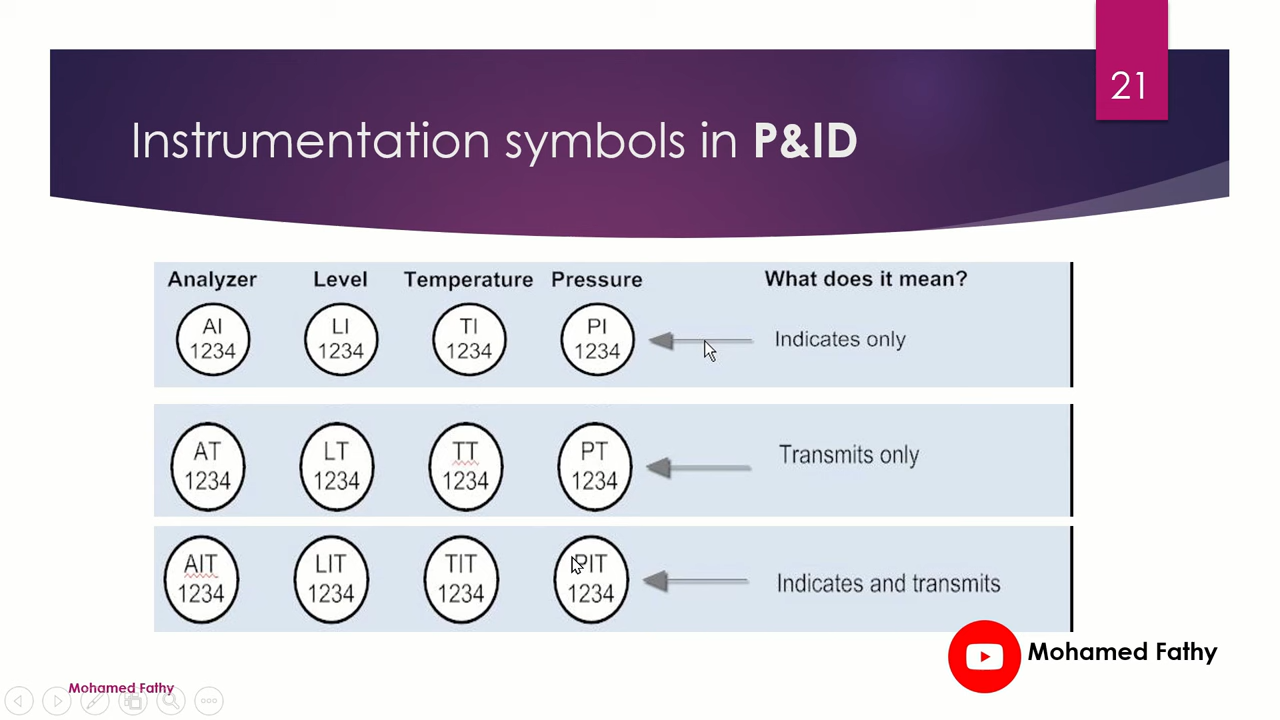 21
Instrumentation symbols in P&ID
Analyzer Level Temperature Pressure What does it mean?
AI LI TI PI
1234 1234 1234 1234 Indicates only
AT LT TT PT Transmits only
1234 1234 1234 1234
AIT LIT TIT PIT
1234 1234 1234 1234 Indicates and transmits
Mohamed Fathy
Mohamed Fathy